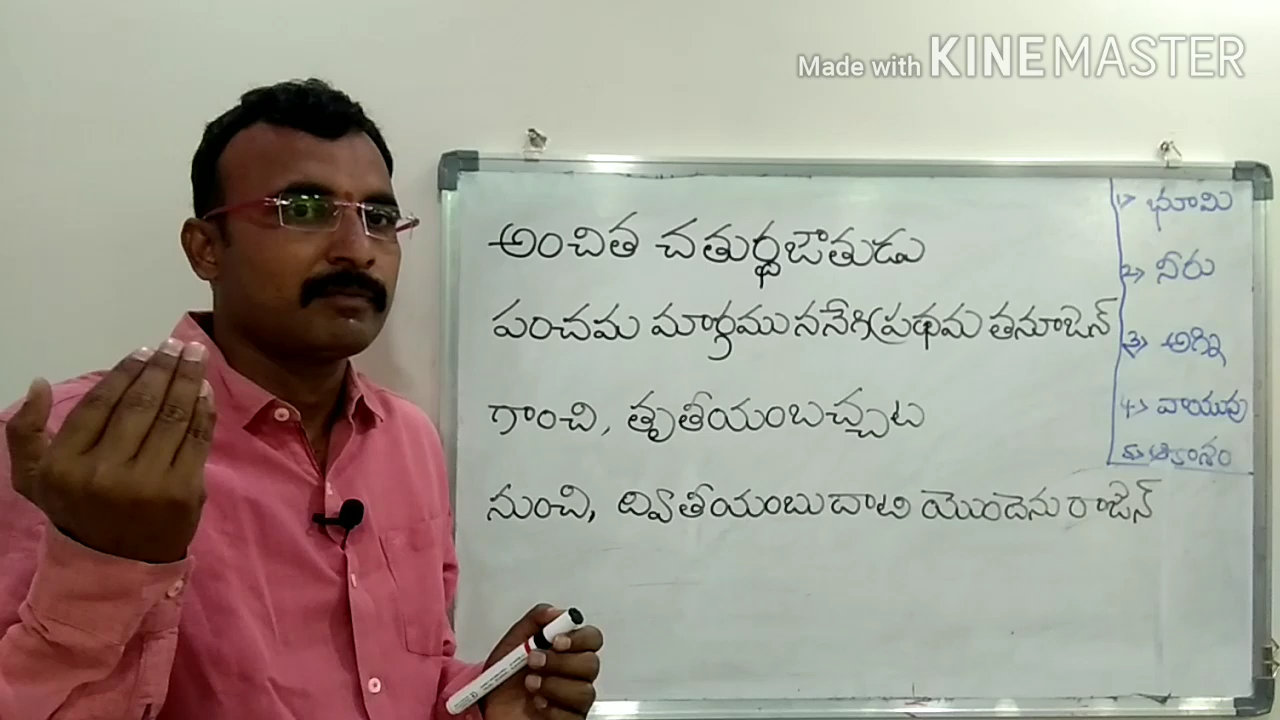 Made with KINEMASTER
అంచిత చతుర్థజాతుడు
పంచమ మార్గము ననేగి ప్రథమ తనూజన్
గాంచి, తృతీయంబచ్చట
నుంచి, ద్వితీయంబుదాటి యొందెను రాజెన్
1> భూమి
2> నీరు
3> అగ్ని
4> వాయువు
5> ఆకాశం